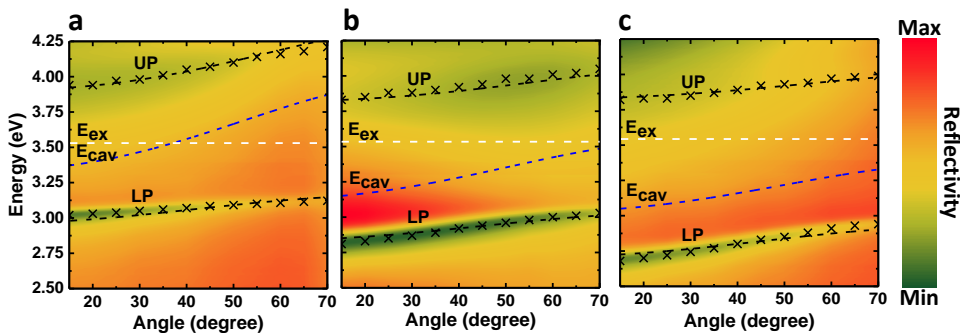 a
b
c
Max
4.25
4.00
3.75
3.50
3.25
3.00
2.75
2.50
Energy (eV)
UP
Eex
Ecav
LP
UP
Eex
Ecav
LP
UP
Eex
Ecav
LP
Reflectivity
20 30 40 50 60 70
20 30 40 50 60 70
20 30 40 50 60 70
Min
Angle (degree)
Angle (degree)
Angle (degree)